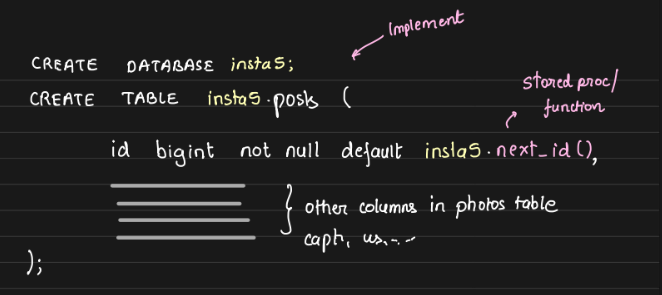 Implement
CREATE DATABASE insta5;
CREATE TABLE insta5.posts (
stored proc/
function
id bigint not null default insta5.next_id(),
other columns in photos table
capt, us...
);